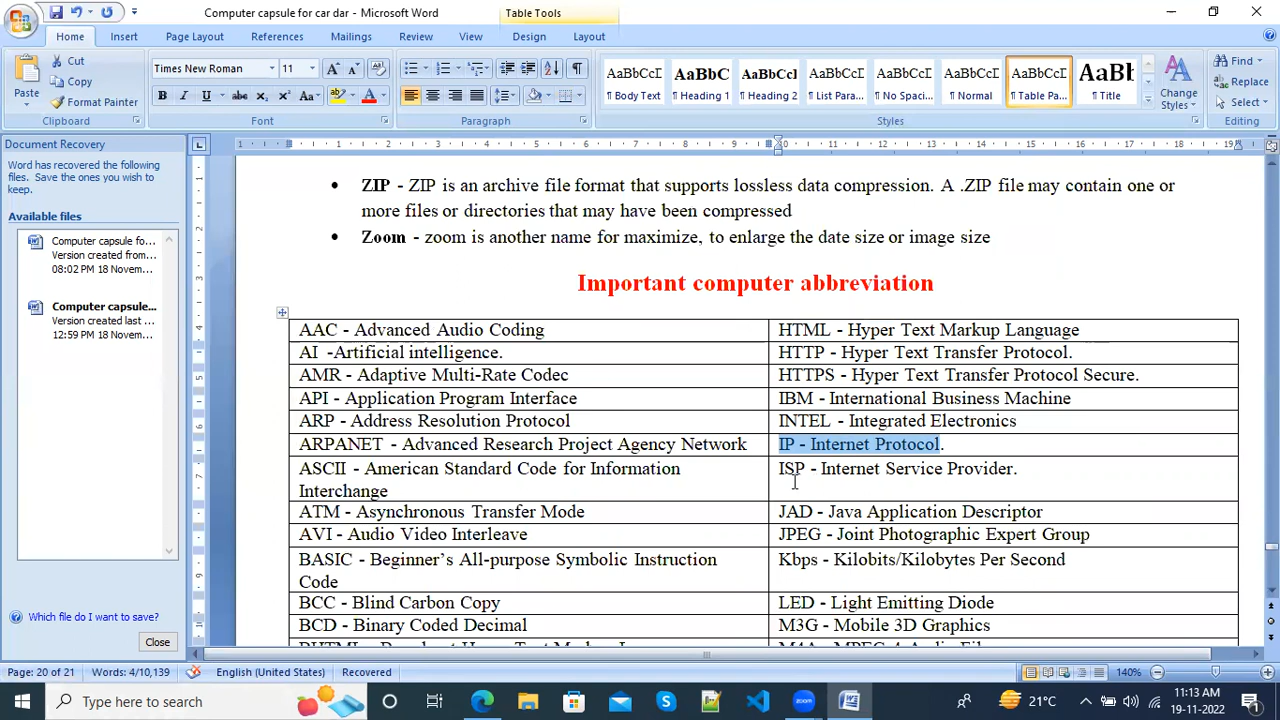 Computer capsule for car dar - Microsoft Word
Table Tools
Home Insert Page Layout References Mailings Review View Design Layout
Paste
Cut
Copy
Format Painter
Times New Roman 11
AaBbCcI AaBbC AaBbCcI AaBbCcI AaBbCcI AaBbCcI AaBbCcI AaBb
¶ Body Text ¶ Heading 1 ¶ Heading 2 ¶ List Para... ¶ No Spaci... ¶ Normal ¶ Table Pa... ¶ Title
Change Styles
Find
Replace
Select
Clipboard Font Paragraph Styles Editing
Document Recovery
Word has recovered the following
files. Save the ones you wish to
keep.
Available files
Computer capsule fo...
Version created from...
08:02 PM 18 Novem...
Computer capsule...
Version created last ...
12:59 PM 18 Novem...
Which file do I want to save?
Close
• ZIP - ZIP is an archive file format that supports lossless data compression. A .ZIP file may contain one or
more files or directories that may have been compressed
• Zoom - zoom is another name for maximize, to enlarge the date size or image size
Important computer abbreviation
AAC - Advanced Audio Coding
HTML - Hyper Text Markup Language
AI -Artificial intelligence.
HTTP - Hyper Text Transfer Protocol.
AMR - Adaptive Multi-Rate Codec
HTTPS - Hyper Text Transfer Protocol Secure.
API - Application Program Interface
IBM - International Business Machine
ARP - Address Resolution Protocol
INTEL - Integrated Electronics
ARPANET - Advanced Research Project Agency Network
IP - Internet Protocol.
ASCII - American Standard Code for Information
Interchange
ISP - Internet Service Provider.
ATM - Asynchronous Transfer Mode
JAD - Java Application Descriptor
AVI - Audio Video Interleave
JPEG - Joint Photographic Expert Group
BASIC - Beginner’s All-purpose Symbolic Instruction
Code
Kbps - Kilobits/Kilobytes Per Second
BCC - Blind Carbon Copy
LED - Light Emitting Diode
BCD - Binary Coded Decimal
M3G - Mobile 3D Graphics
Page: 20 of 21 Words: 4/10,139 English (United States) Recovered 140%
Type here to search
21°C
11:13 AM
19-11-2022